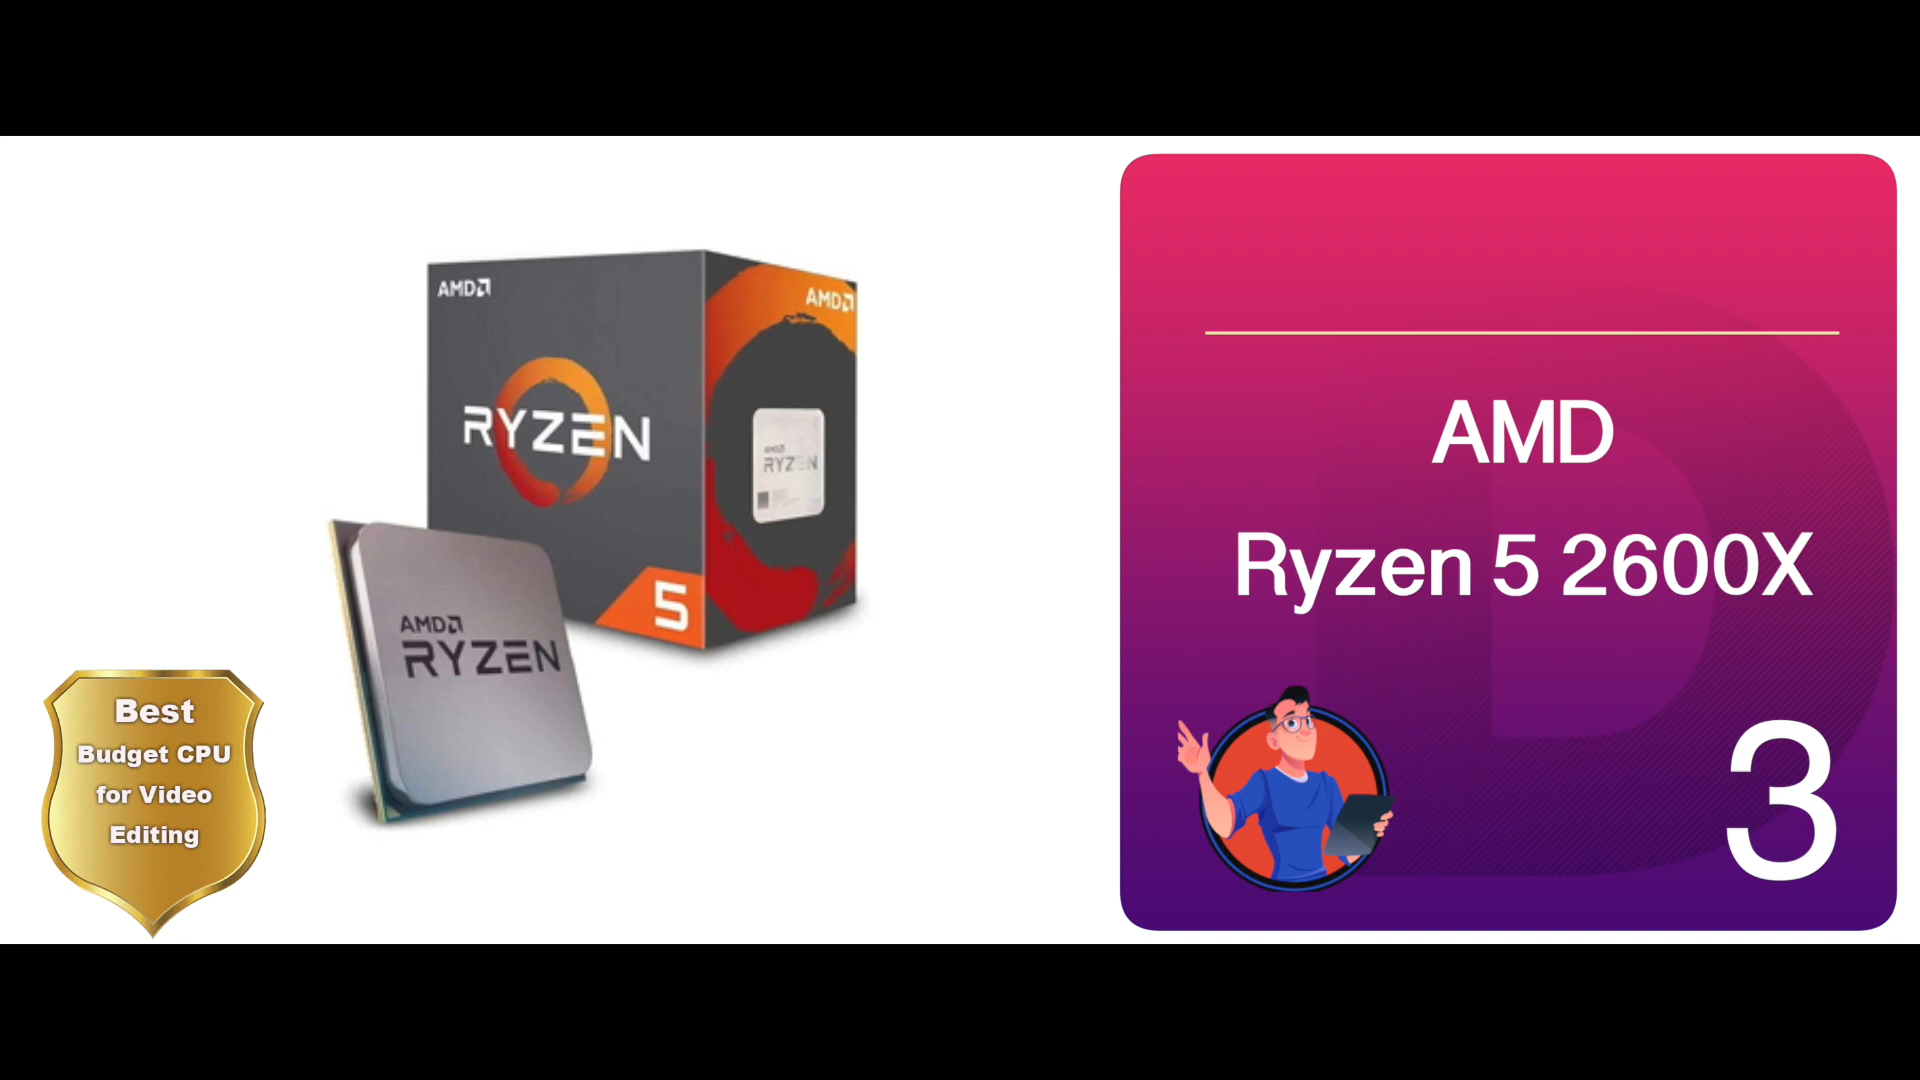 AMD
RYZEN
5
AMD
AMD
RYZEN
AMD
RYZEN
Best
Budget CPU
for Video
Editing
AMD
Ryzen 5 2600X
3